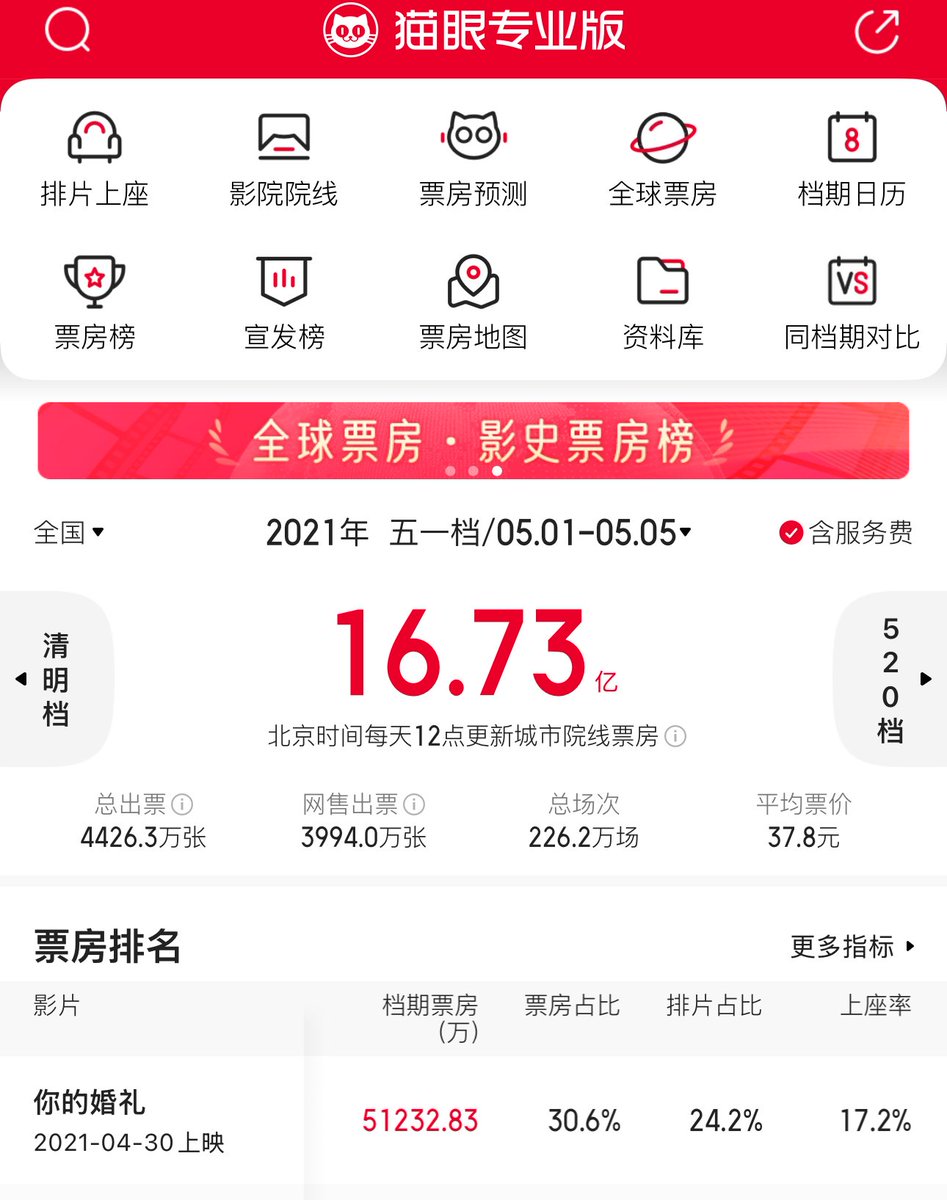 猫眼专业版
排片上座 影院院线 票房预测 全球票房 档期日历
8
票房榜 宣发榜 票房地图 资料库 同档期对比
VS
全球票房·影史票房榜
全国 2021年 五一档/05.01-05.05 含服务费
清明档
16.73亿
520档
北京时间每天12点更新城市院线票房
总出票 网售出票 总场次 平均票价
4426.3万张 3994.0万张 226.2万场 37.8元
票房排名 更多指标
影片 档期票房(万) 票房占比 排片占比 上座率
你的婚礼
2021-04-30上映
51232.83 30.6% 24.2% 17.2%